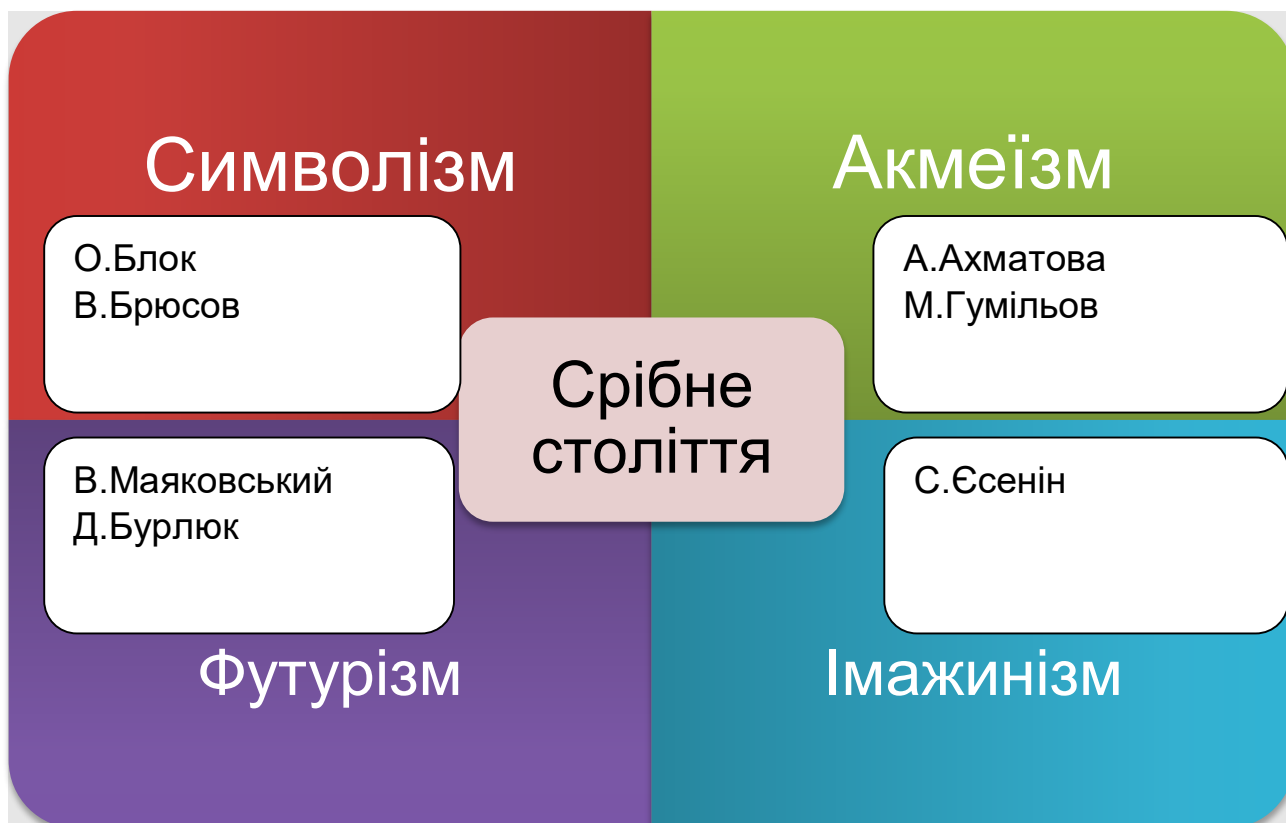 Символізм
О.Блок
В.Брюсов
Акмеїзм
А.Ахматова
М.Гумільов
Срібне
століття
В.Маяковський
Д.Бурлюк
Футурізм
С.Єсенін
Імажинізм